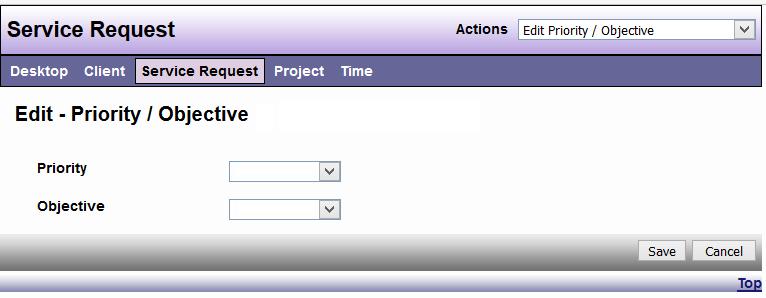 Service Request
Actions Edit Priority / Objective
Desktop Client Service Request Project Time
Edit - Priority / Objective
Priority
Objective
Save Cancel
Top